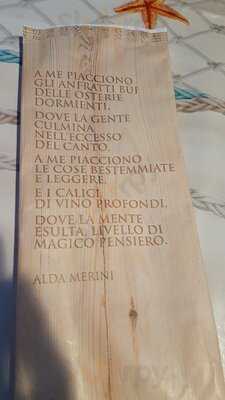 A ME PIACCIONO
GLI ANFRATTI BUI
DELLE OSTERIE
DORMIENTI.
DOVE LA GENTE
CULMINA
NELL'ECCESSO
DEL CANTO.
A ME PIACCIONO
LE COSE BESTEMMIATE
E LEGGERE.
E I CALICI
DI VINO PROFONDI,
DOVE LA MENTE
ESULTA, LIVELLO DI
MAGICO PENSIERO.
ALDA MERINI